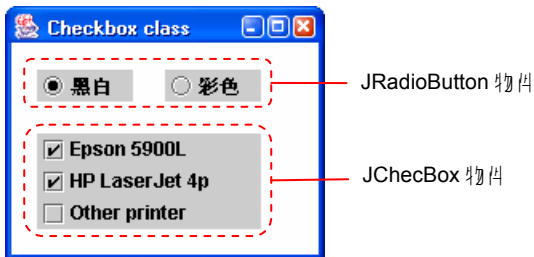 Checkbox class
黑白 彩色
JRadioButton 物件
Epson 5900L
HP LaserJet 4p
JChecBox 物件
Other printer